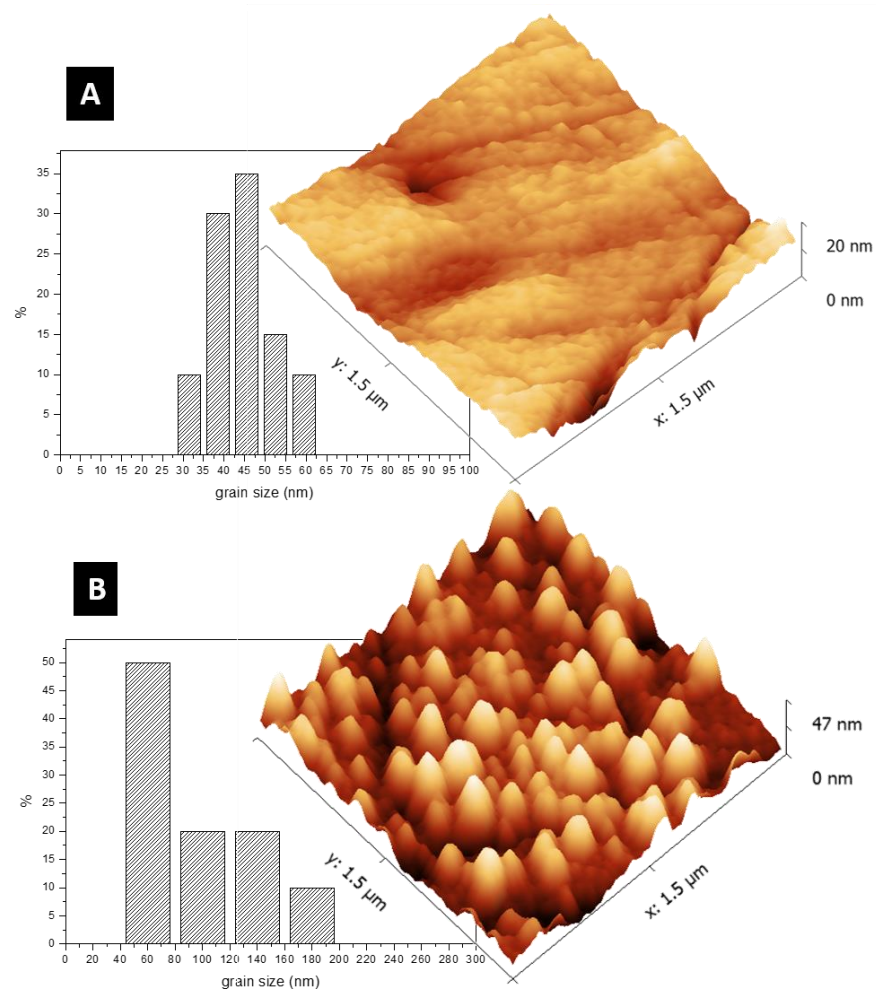 A
35
30
25
20
15
10
5
0
%
0 5 10 15 20 25 30 35 40 45 50 55 60 65 70 75 80 85 90 95 100
grain size (nm)
20 nm
0 nm
y: 1.5 µm
x: 1.5 µm
B
50
45
40
35
30
25
20
15
10
5
0
%
0 20 40 60 80 100 120 140 160 180 200 220 240 260 280 300
grain size (nm)
47 nm
0 nm
y: 1.5 µm
x: 1.5 µm